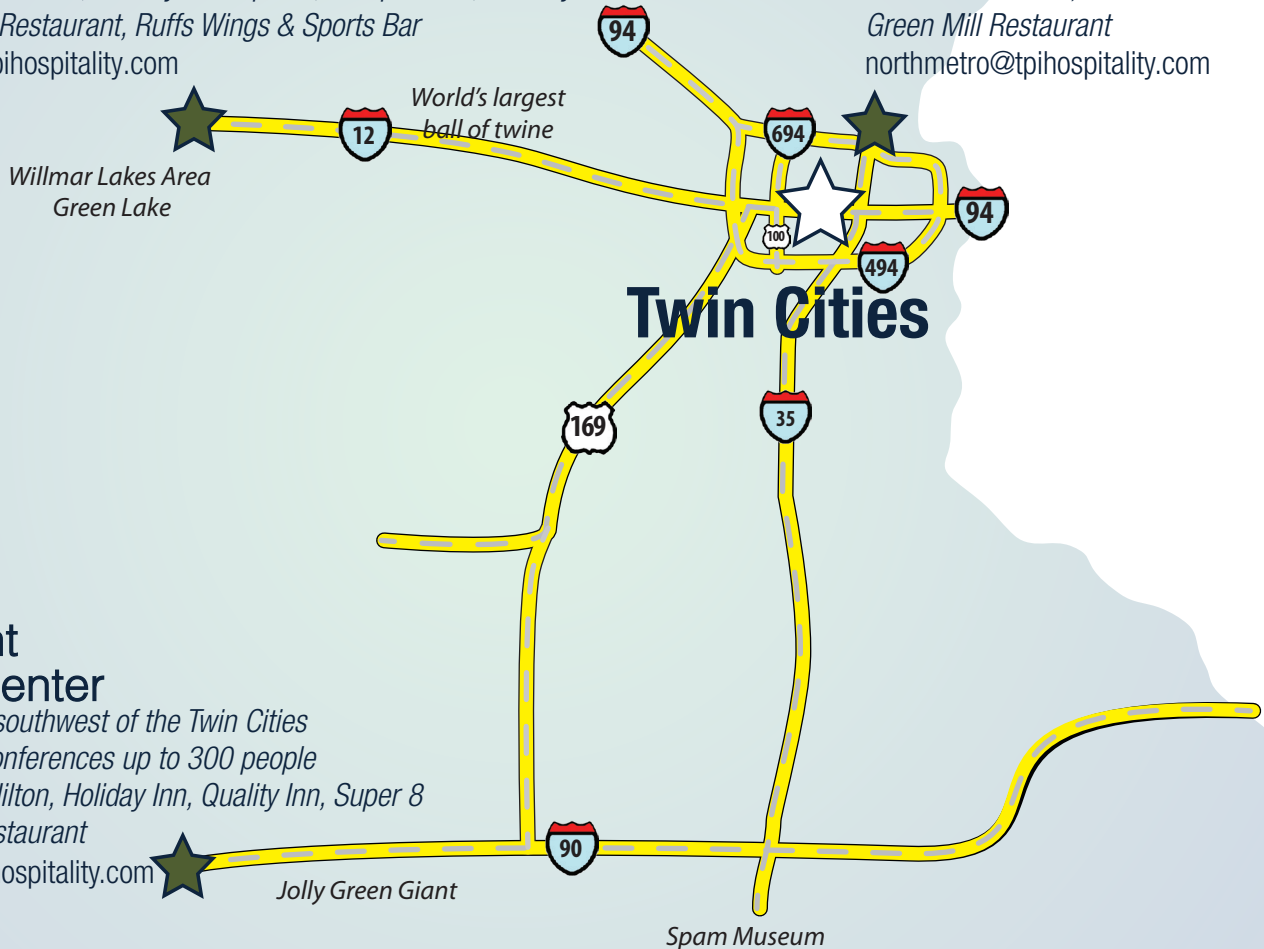 Restaurant, Ruffs Wings & Sports Bar
pihospitality.com
94
Green Mill Restaurant
northmetro@tpihospitality.com
World's largest
ball of twine
12
694
Willmar Lakes Area
Green Lake
94
100
494
Twin Cities
169
35
nt
enter
southwest of the Twin Cities
onferences up to 300 people
Hilton, Holiday Inn, Quality Inn, Super 8
staurant
ospitality.com
90
Jolly Green Giant
Spam Museum